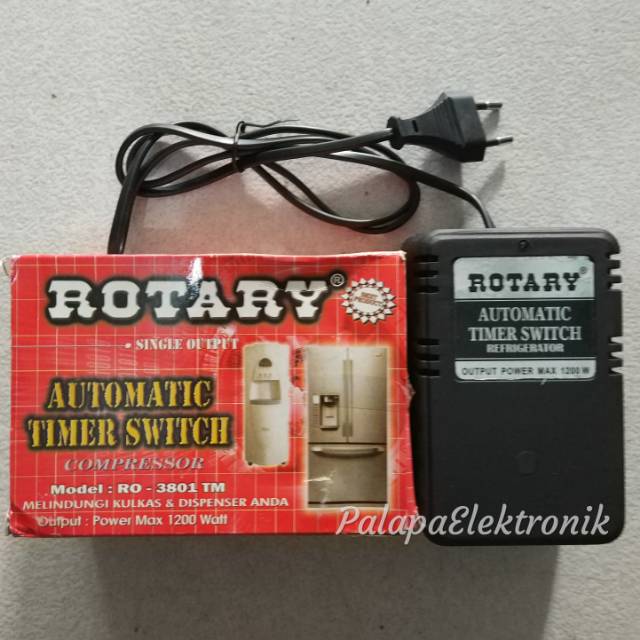 ROTARY®
• SINGLE OUTPUT
AUTOMATIC
TIMER SWITCH
COMPRESSOR
Model : RO - 3801 TM
MELINDUNGI KULKAS & DISPENSER ANDA
Output : Power Max 1200 Watt
ROTARY®
AUTOMATIC
TIMER SWITCH
REFRIGERATOR
OUTPUT POWER MAX 1200 W
PalapaElektronik